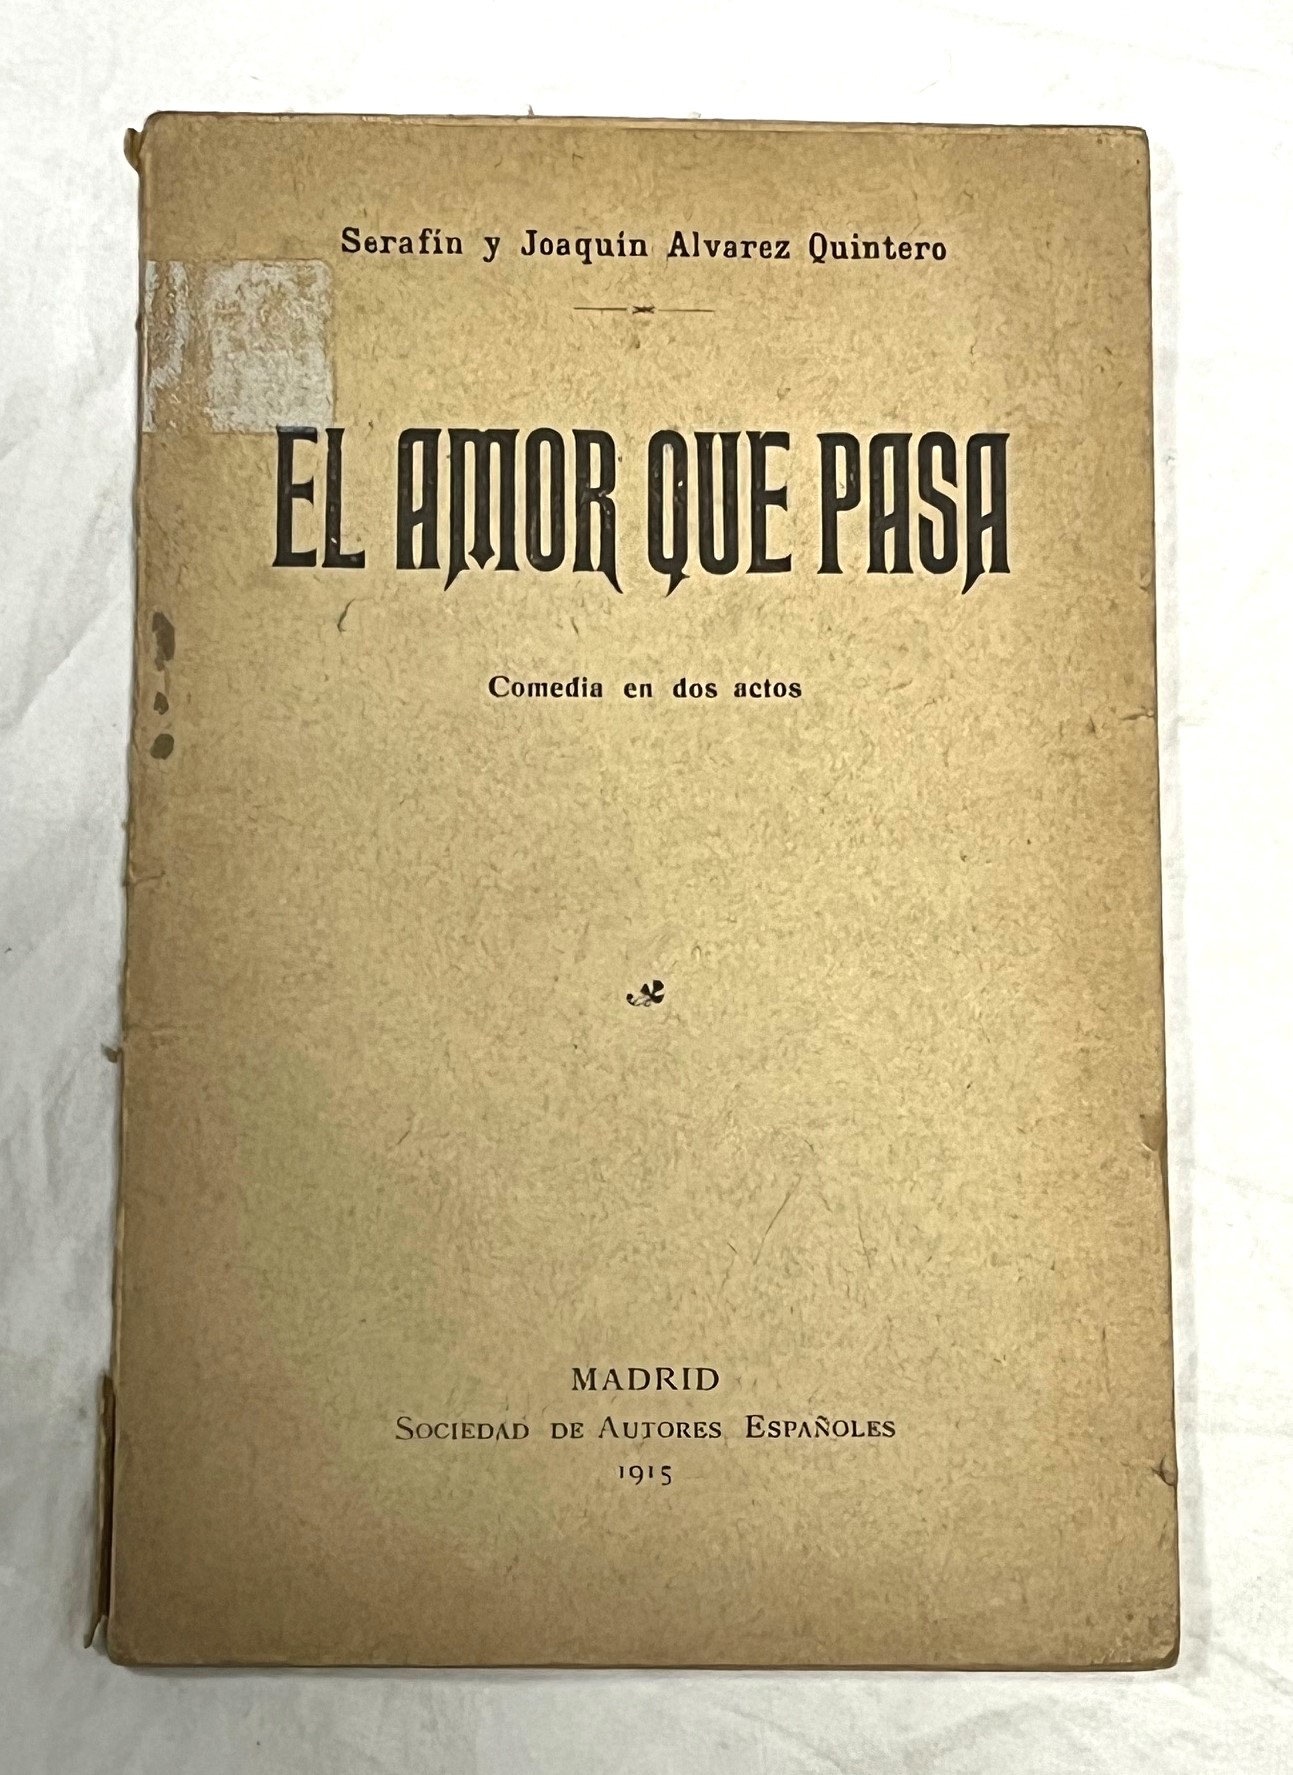 Serafín y Joaquín Alvarez Quintero
EL AMOR QUE PASA
Comedia en dos actos
MADRID
SOCIEDAD DE AUTORES ESPAÑOLES
1915